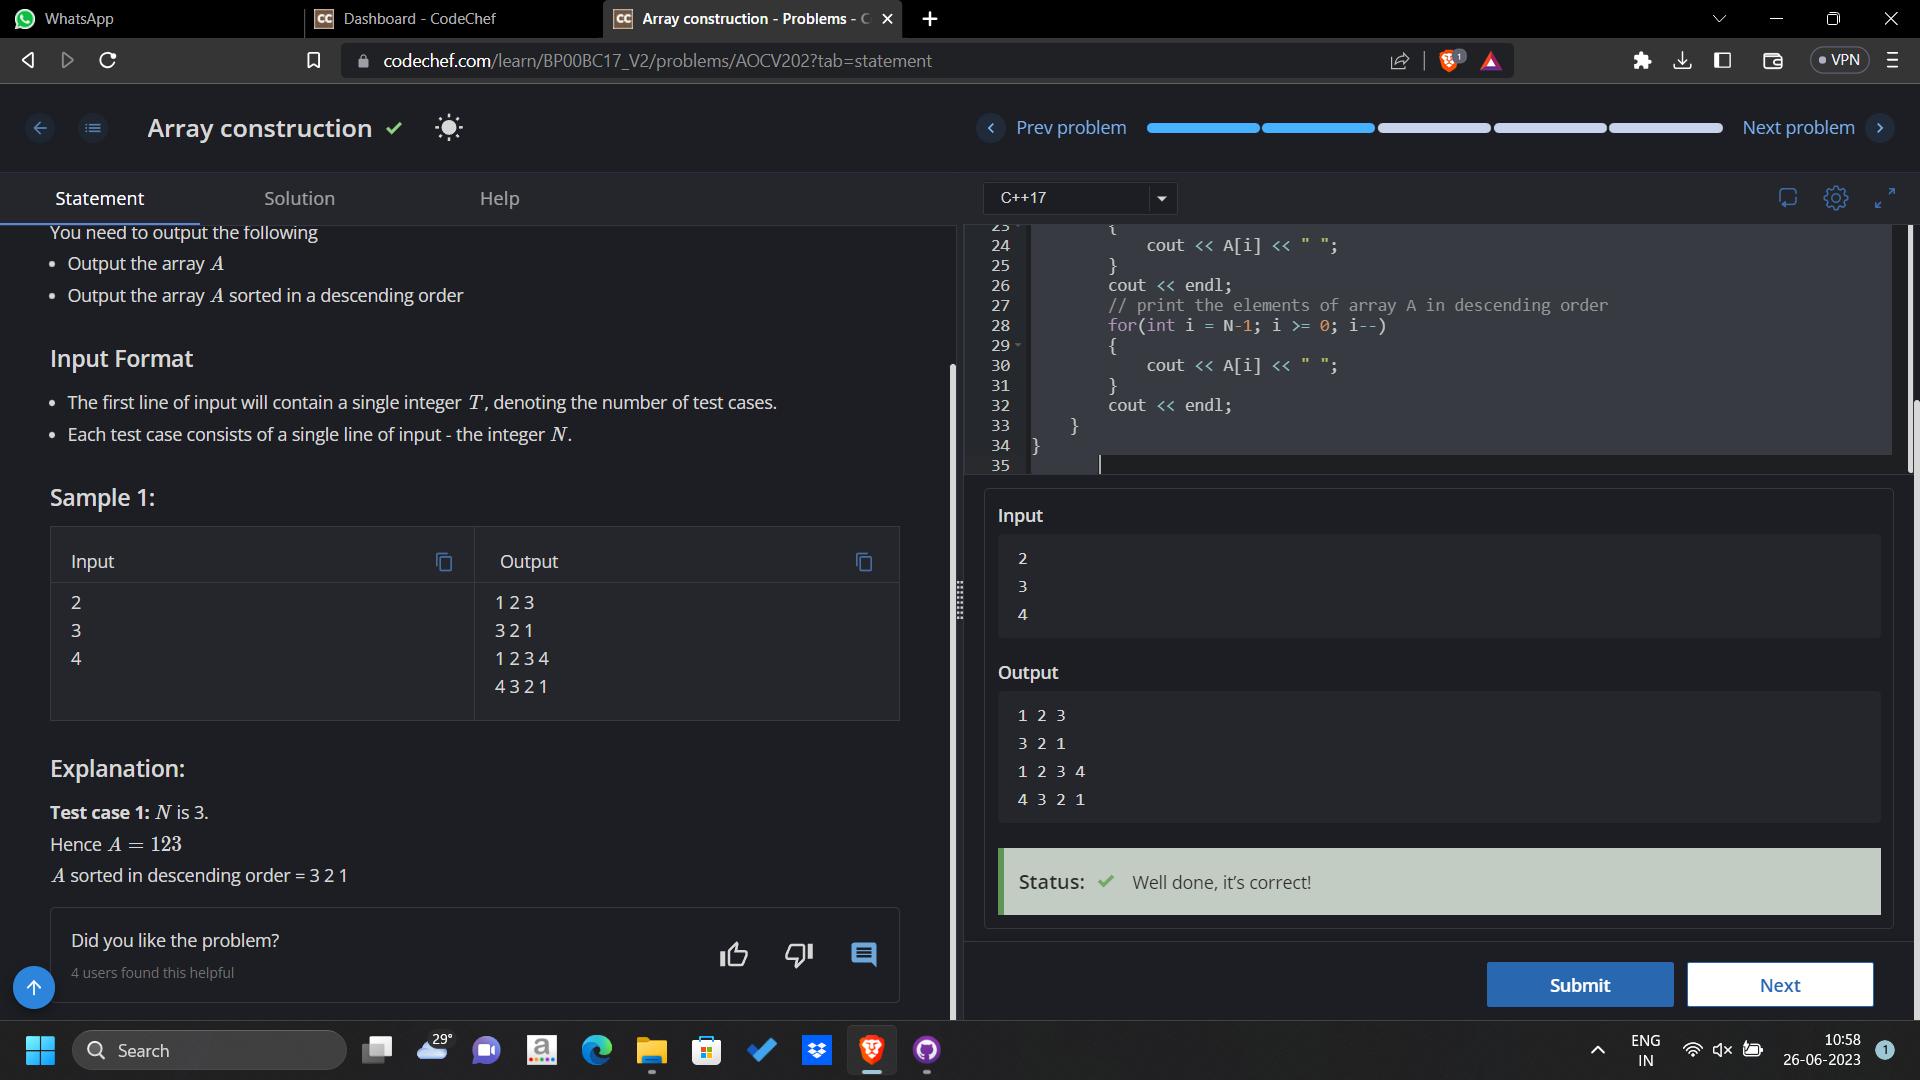 WhatsApp
CC Dashboard - CodeChef
CC Array construction - Problems - C
codechef.com/learn/BP00BC17_V2/problems/AOCV202?tab=statement
1
VPN
Array construction
Prev problem
Next problem
Statement
Solution
Help
C++17
You need to output the following
• Output the array A
• Output the array A sorted in a descending order
Input Format
• The first line of input will contain a single integer T, denoting the number of test cases.
• Each test case consists of a single line of input - the integer N.
Sample 1:
Input
Output
2
3
4
1 2 3
3 2 1
1 2 3 4
4 3 2 1
Explanation:
Test case 1: N is 3.
Hence A = 123
A sorted in descending order = 3 2 1
Did you like the problem?
4 users found this helpful
23 {
24 cout << A[i] << " ";
25 }
26 cout << endl;
27 // print the elements of array A in descending order
28 for(int i = N-1; i >= 0; i--)
29 {
30 cout << A[i] << " ";
31 }
32 cout << endl;
33 }
34 }
35
Input
2
3
4
Output
1 2 3
3 2 1
1 2 3 4
4 3 2 1
Status: Well done, it's correct!
Submit
Next
Search
29°
a
ENG
IN
10:58
26-06-2023
1